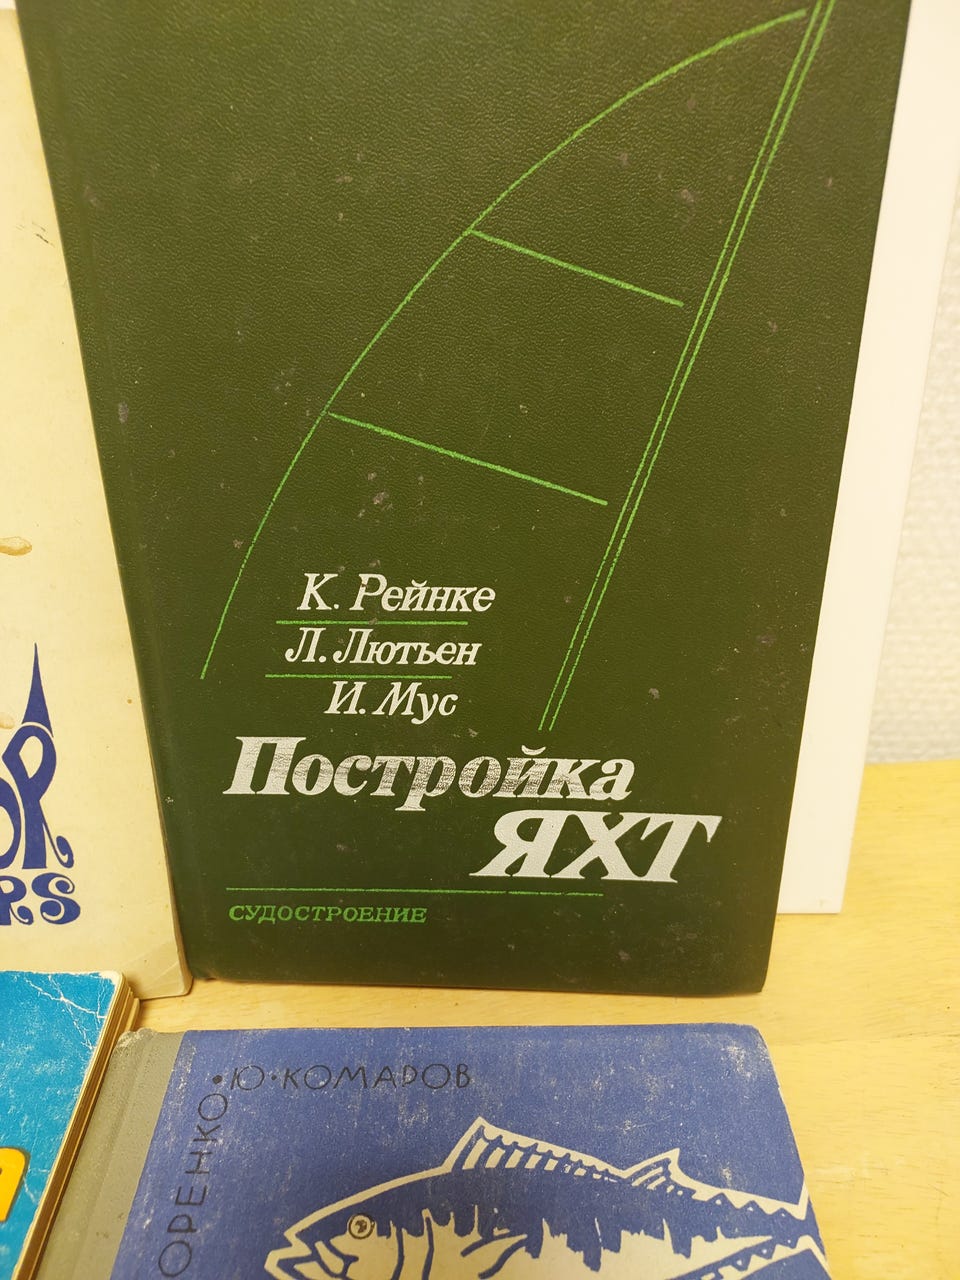 К. Рейнке
Л. Лютьен
И. Мус
Постройка
ЯХТ
СУДОСТРОЕНИЕ
Ю. КОМАРОВ